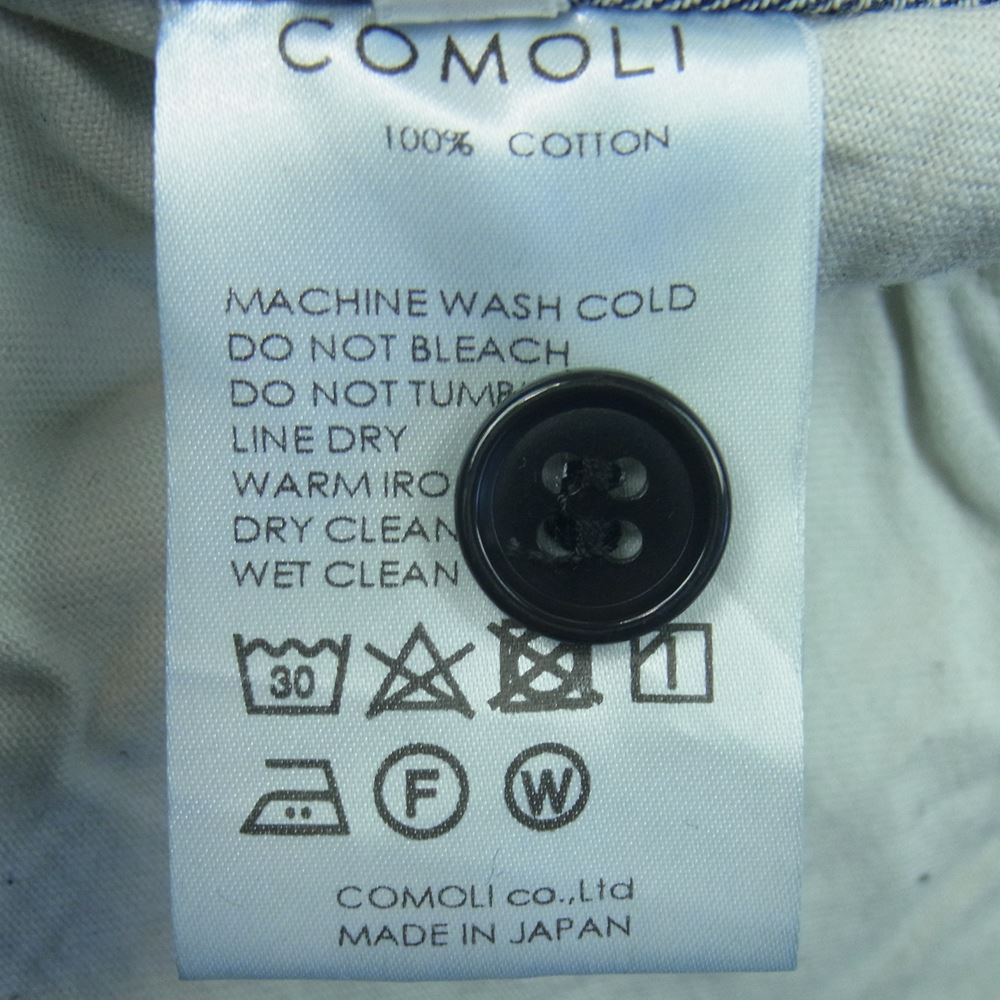 COMOLI
100% COTTON
MACHINE WASH COLD
DO NOT BLEACH
DO NOT
LINE DRY
WARM
DRY CLEAN
WET CLEAN
30
F
W
COMOLI co.,Ltd
MADE IN JAPAN